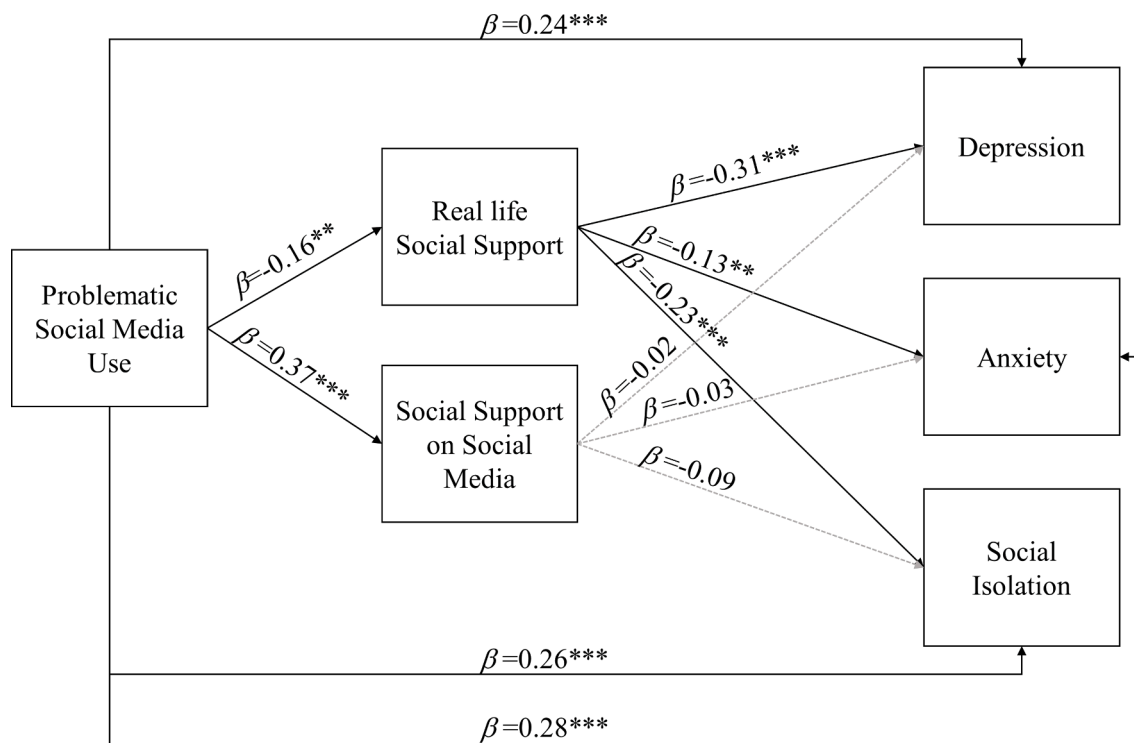 β=0.24***
Depression
β=-0.31***
Real life
Social Support
β=-0.16**
β=-0.13**
β=-0.23***
Problematic
Social Media
Use
β=0.37***
Anxiety
β=-0.02
β=-0.03
Social Support
on Social
Media
β=-0.09
Social
Isolation
β=0.26***
β=0.28***